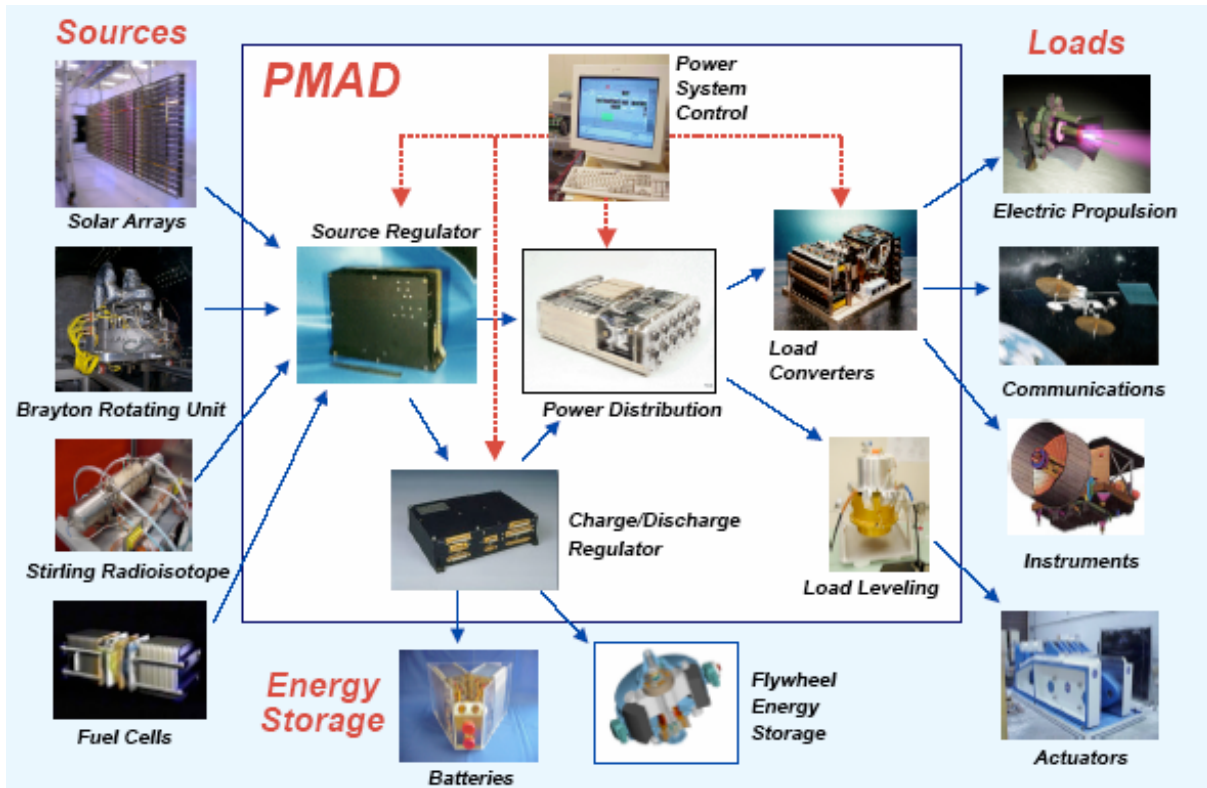 Sources
Loads
PMAD
Power
System
Control
Solar Arrays
Source Regulator
Electric Propulsion
Brayton Rotating Unit
Power Distribution
Load
Converters
Communications
Stirling Radioisotope
Charge/Discharge
Regulator
Load Leveling
Instruments
Fuel Cells
Energy
Storage
Batteries
Flywheel
Energy
Storage
Actuators